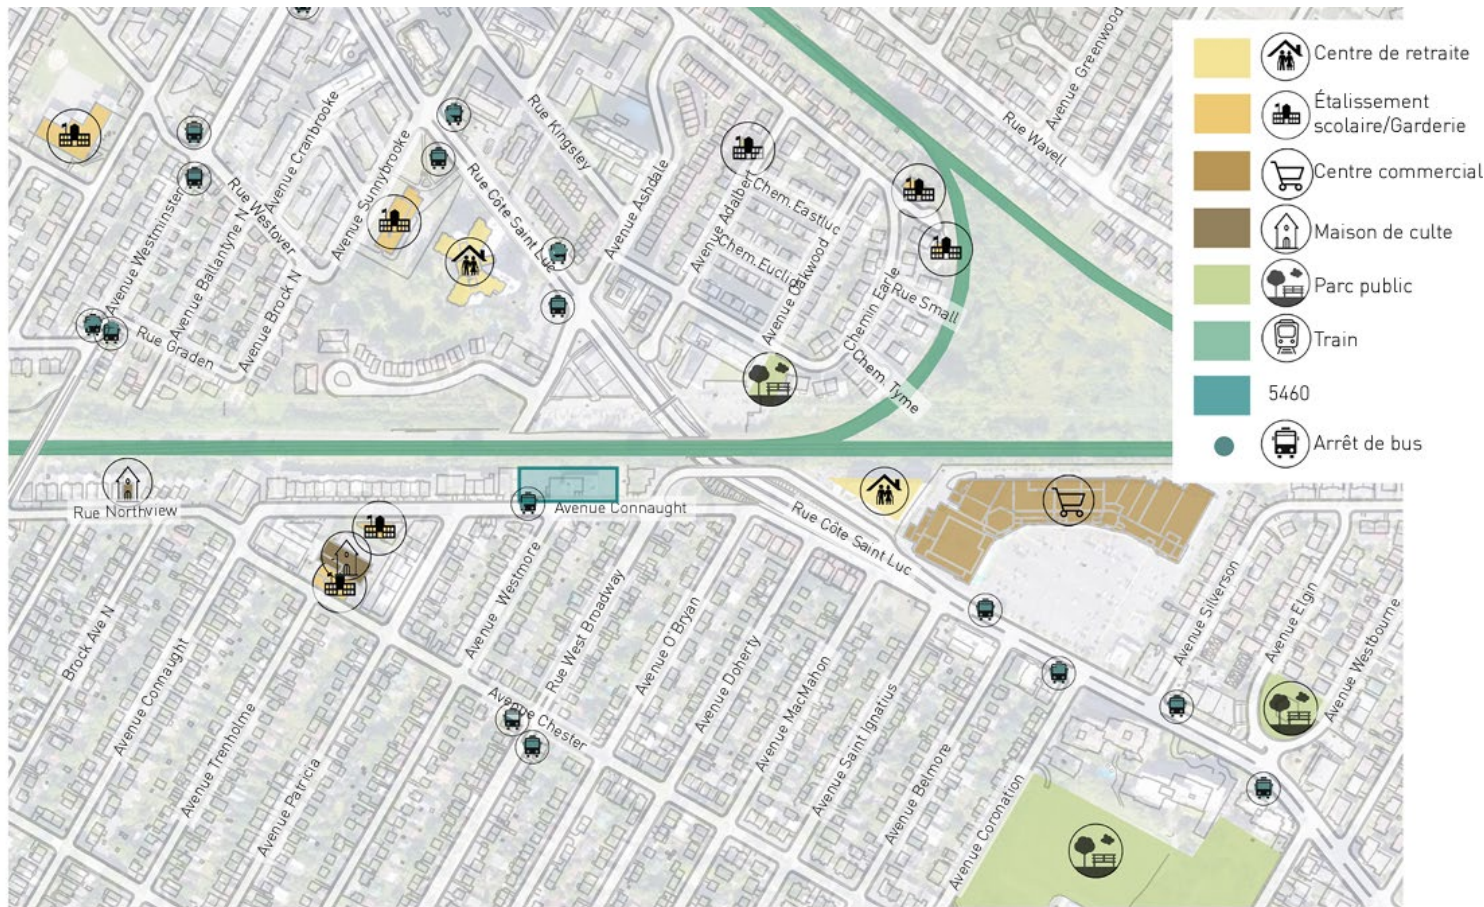 Centre de retraite
Étalissement
scolaire/Garderie
Centre commercial
Maison de culte
Parc public
Train
5460
Arrêt de bus
Avenue Greenwood
Rue Wavell
Rue Kingsley
Avenue Cranbrooke
Avenue Sunnybrooke
Rue Côte Saint Luc
Avenue Ashdale
Avenue Adalbert
Chem. Eastluc
Rue Westover
Avenue Westminster
Avenue Ballantyne N
Avenue Brock N
Chem. Euclid
Avenue Oakwood
Chemin Earle
Rue Small
Rue Graden
Chem. Tyme
Rue Northview
Avenue Connaught
Rue Côte Saint Luc
Avenue Westmore
Rue West Broadway
Avenue O'Bryan
Avenue Doherty
Avenue MacMahon
Avenue Saint Ignatius
Avenue Belmore
Avenue Coronation
Avenue Silverson
Avenue Elgin
Avenue Westbourne
Brock Ave N
Avenue Connaught
Avenue Trenholme
Avenue Patricia
Avenue Chester